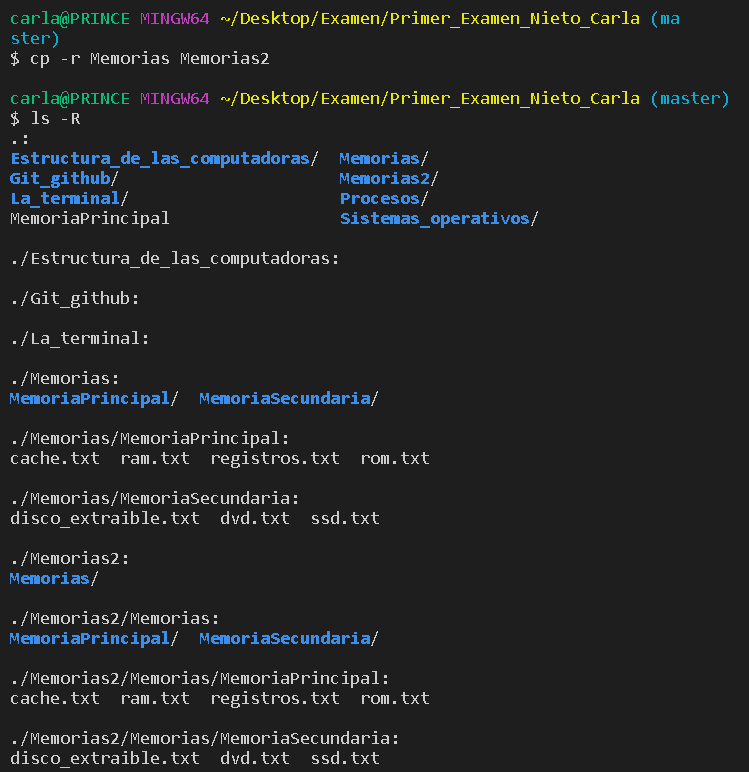 carla@PRINCE MINGW64 ~/Desktop/Examen/Primer_Examen_Nieto_Carla (ma
ster)
$ cp -r Memorias Memorias2
carla@PRINCE MINGW64 ~/Desktop/Examen/Primer_Examen_Nieto_Carla (master)
$ ls -R
.:
Estructura_de_las_computadoras/  Memorias/
Git_github/                      Memorias2/
La_terminal/                     Procesos/
MemoriaPrincipal                 Sistemas_operativos/
./Estructura_de_las_computadoras:
./Git_github:
./La_terminal:
./Memorias:
MemoriaPrincipal/  MemoriaSecundaria/
./Memorias/MemoriaPrincipal:
cache.txt  ram.txt  registros.txt  rom.txt
./Memorias/MemoriaSecundaria:
disco_extraible.txt  dvd.txt  ssd.txt
./Memorias2:
Memorias/
./Memorias2/Memorias:
MemoriaPrincipal/  MemoriaSecundaria/
./Memorias2/Memorias/MemoriaPrincipal:
cache.txt  ram.txt  registros.txt  rom.txt
./Memorias2/Memorias/MemoriaSecundaria:
disco_extraible.txt  dvd.txt  ssd.txt